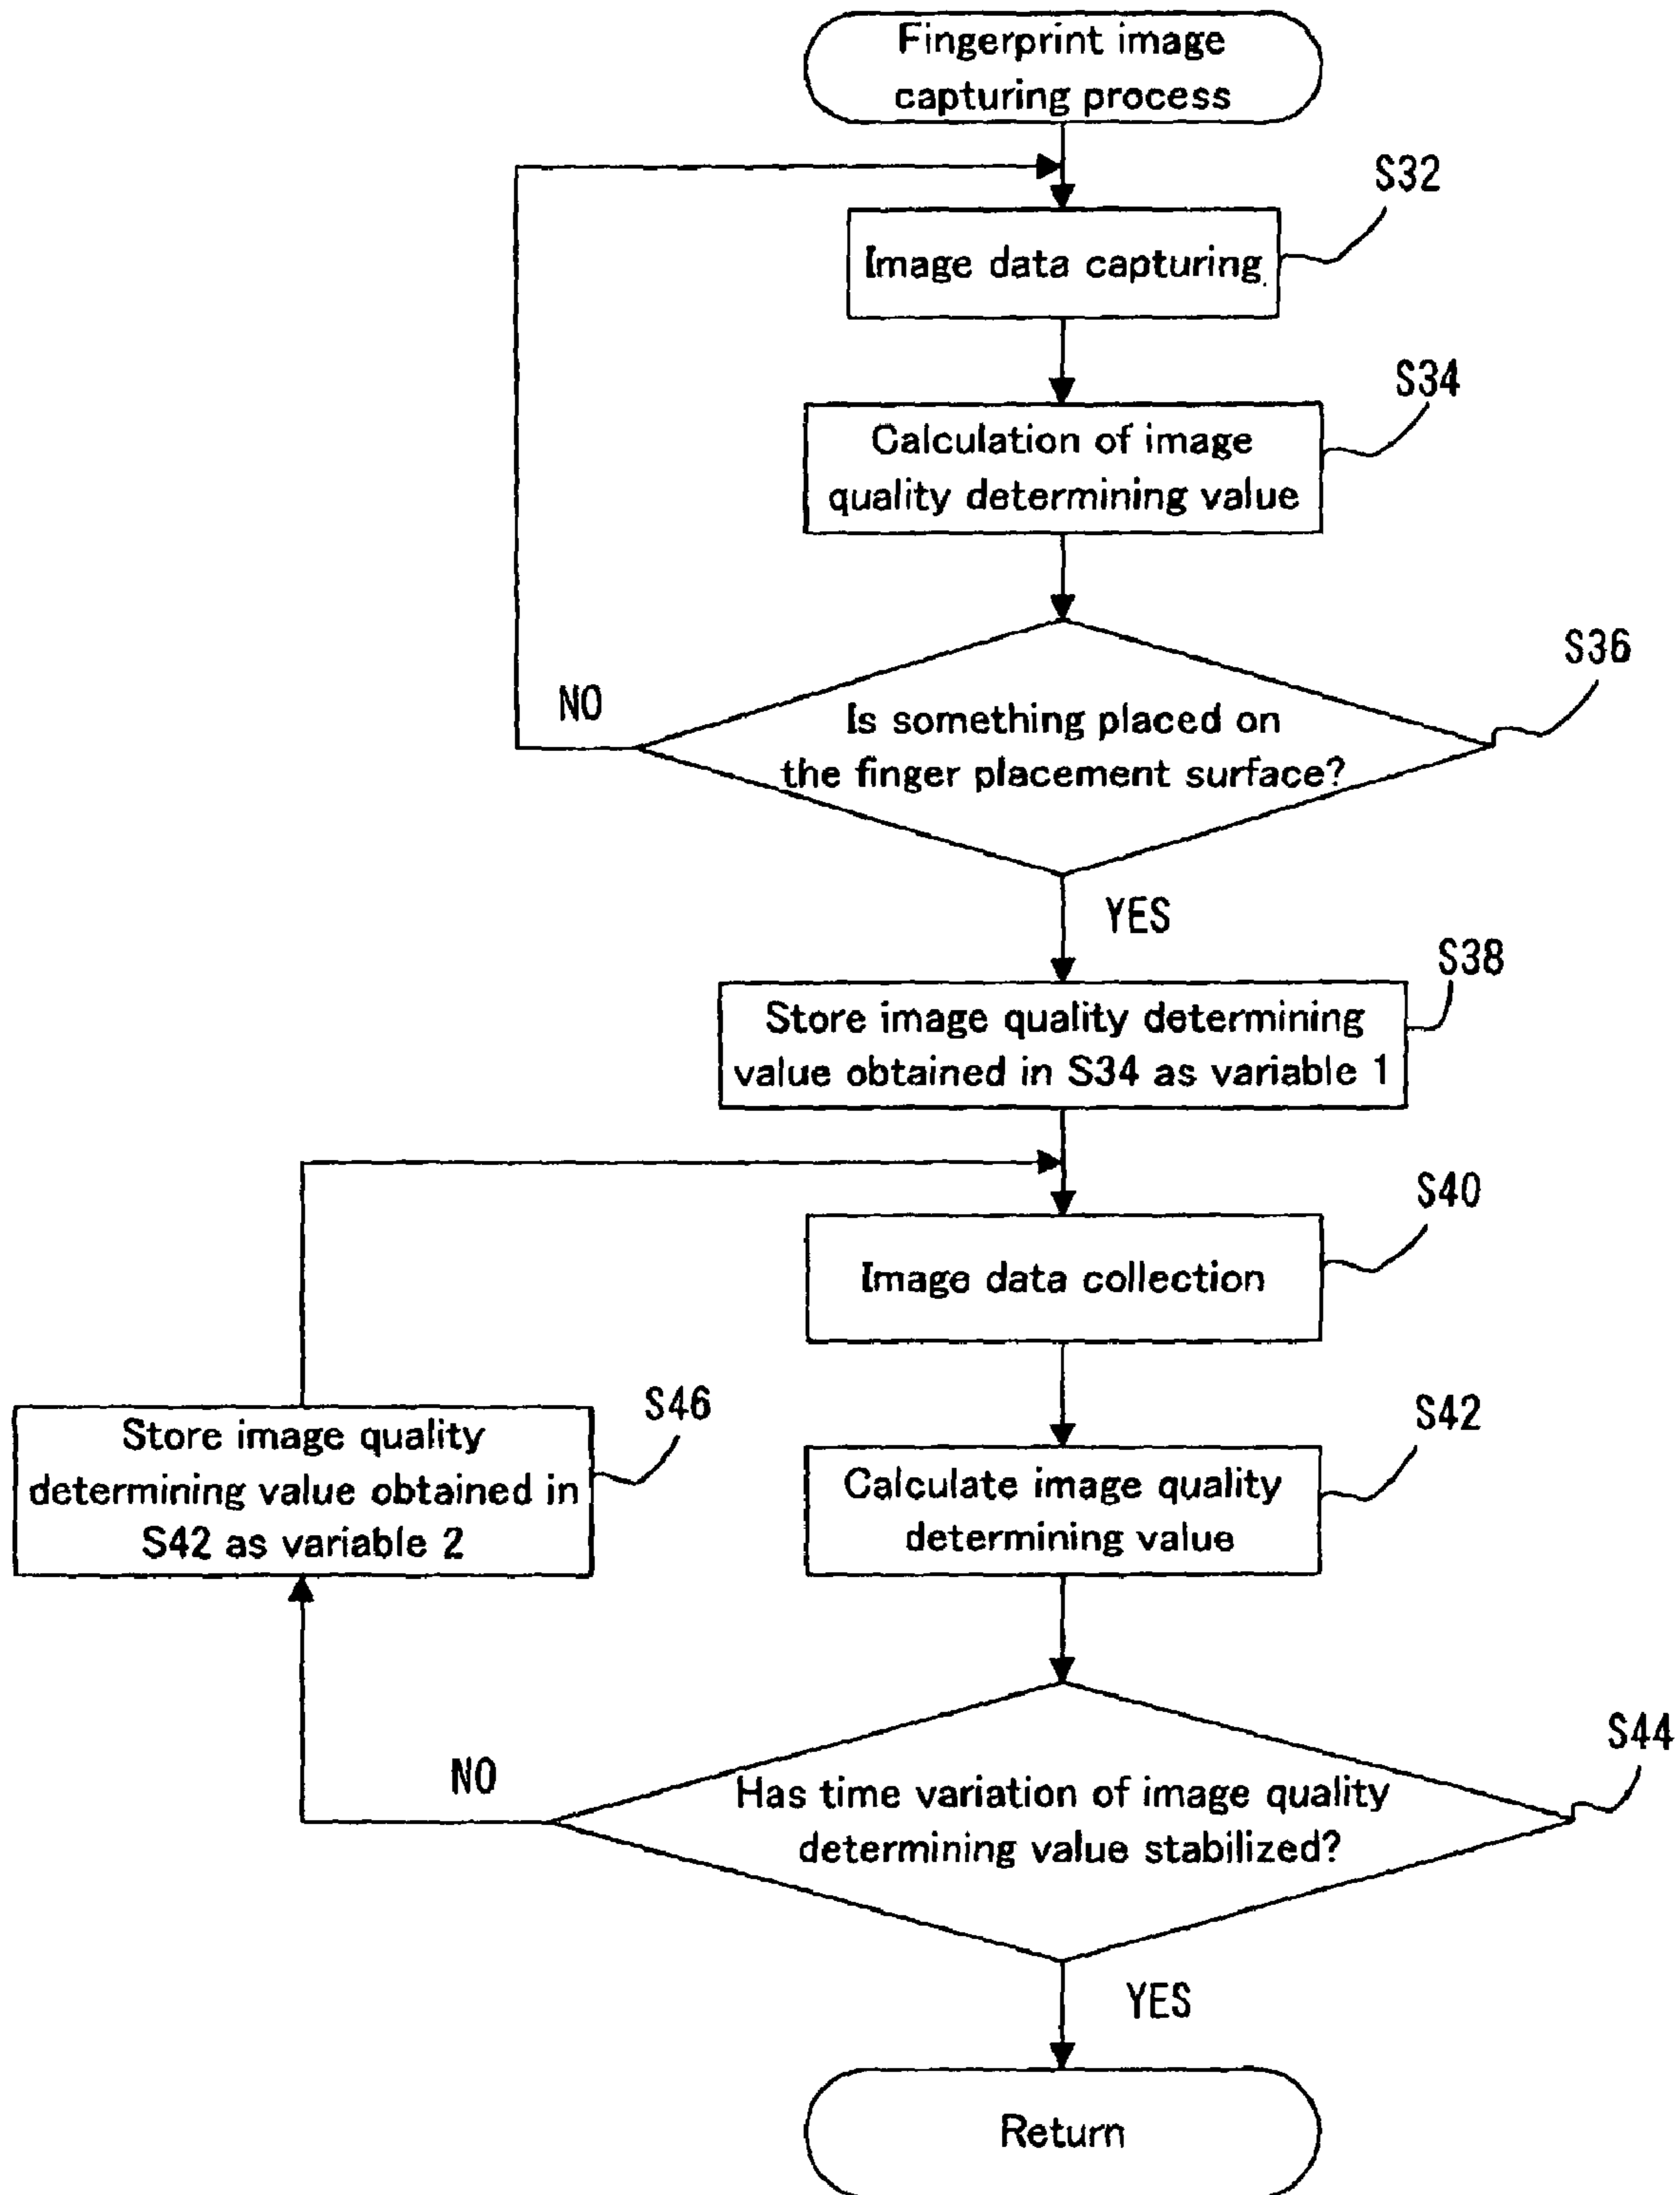 Fingerprint image
capturing process
S32
Image data capturing
S34
Calculation of image
quality determining value
S36
NO
Is something placed on
the finger placement surface?
YES
S38
Store image quality determining
value obtained in S34 as variable 1
S40
Image data collection
S46
Store image quality
determining value obtained in
S42 as variable 2
S42
Calculate image quality
determining value
S44
NO
Has time variation of image quality
determining value stabilized?
YES
Return